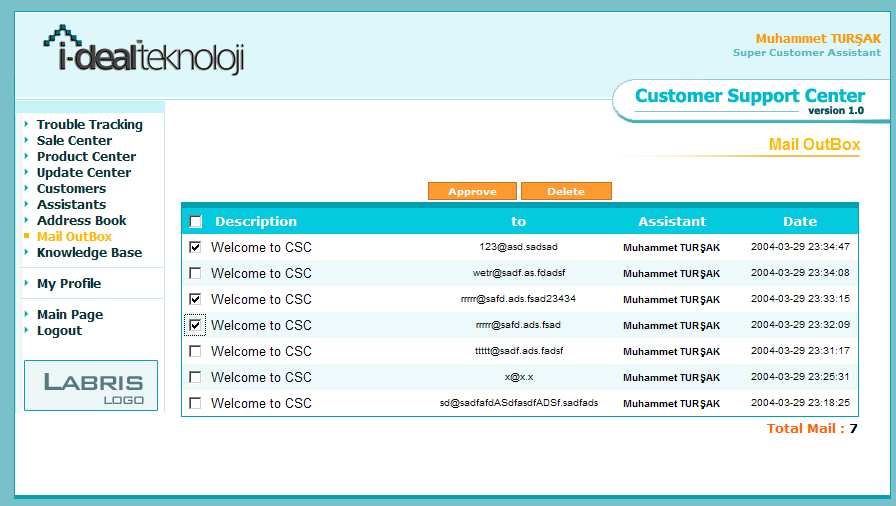 i-dealteknoloji
Muhammet TURŞAK
Super Customer Assistant
Customer Support Center
version 1.0
Mail OutBox
Trouble Tracking
Sale Center
Product Center
Update Center
Customers
Assistants
Address Book
Mail OutBox
Knowledge Base
My Profile
Main Page
Logout
LABRIS
LOGO
Approve Delete
Description to Assistant Date
Welcome to CSC 123@asd.sadsad Muhammet TURŞAK 2004-03-29 23:34:47
Welcome to CSC wetr@sadf.as.fdadsf Muhammet TURŞAK 2004-03-29 23:34:08
Welcome to CSC rrrrr@safd.ads.fsad23434 Muhammet TURŞAK 2004-03-29 23:33:15
Welcome to CSC rrrrr@safd.ads.fsad Muhammet TURŞAK 2004-03-29 23:32:09
Welcome to CSC ttttt@sadf.ads.fadsf Muhammet TURŞAK 2004-03-29 23:31:17
Welcome to CSC x@x.x Muhammet TURŞAK 2004-03-29 23:25:31
Welcome to CSC sd@sadfafdASdfasdfADSf.sadfads Muhammet TURŞAK 2004-03-29 23:18:25
Total Mail : 7